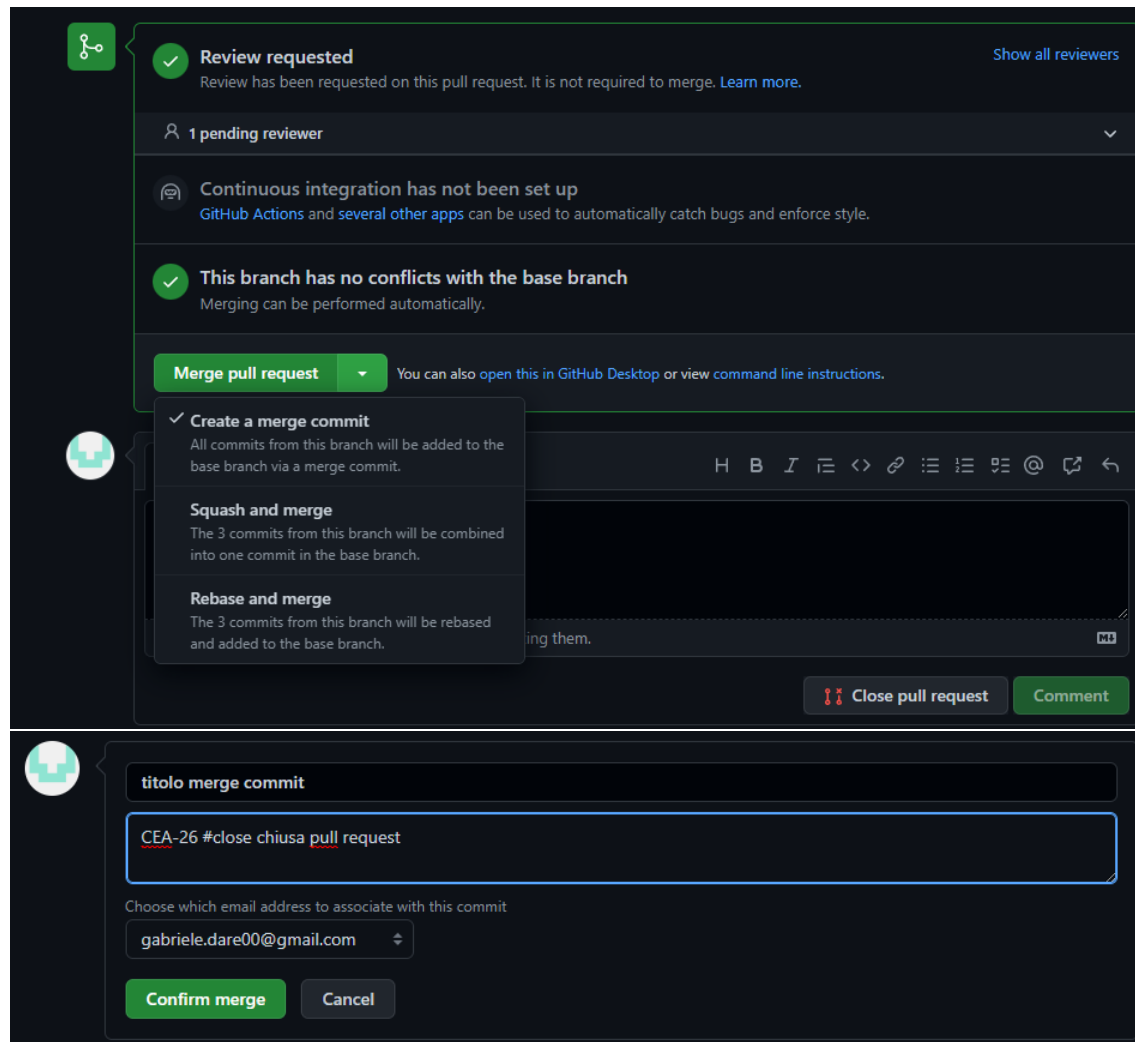 Review requested
Show all reviewers
Review has been requested on this pull request. It is not required to merge. Learn more.
1 pending reviewer
Continuous integration has not been set up
GitHub Actions and several other apps can be used to automatically catch bugs and enforce style.
This branch has no conflicts with the base branch
Merging can be performed automatically.
Merge pull request
You can also open this in GitHub Desktop or view command line instructions.
Create a merge commit
All commits from this branch will be added to the
base branch via a merge commit.
Squash and merge
The 3 commits from this branch will be combined
into one commit in the base branch.
Rebase and merge
The 3 commits from this branch will be rebased
and added to the base branch.
ing them.
Close pull request
Comment
titolo merge commit
CEA-26 #close chiusa pull request
Choose which email address to associate with this commit
gabriele.dare00@gmail.com
Confirm merge
Cancel